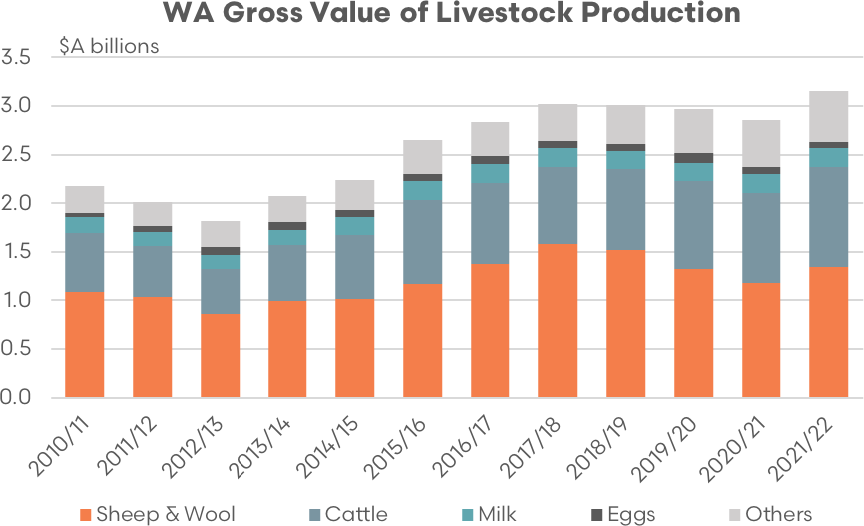 WA Gross Value of Livestock Production
$A billions
3.5
3.0
2.5
2.0
1.5
1.0
0.5
0.0
2010/11 2011/12 2012/13 2013/14 2014/15 2015/16 2016/17 2017/18 2018/19 2019/20 2020/21 2021/22
Sheep & Wool Cattle Milk Eggs Others